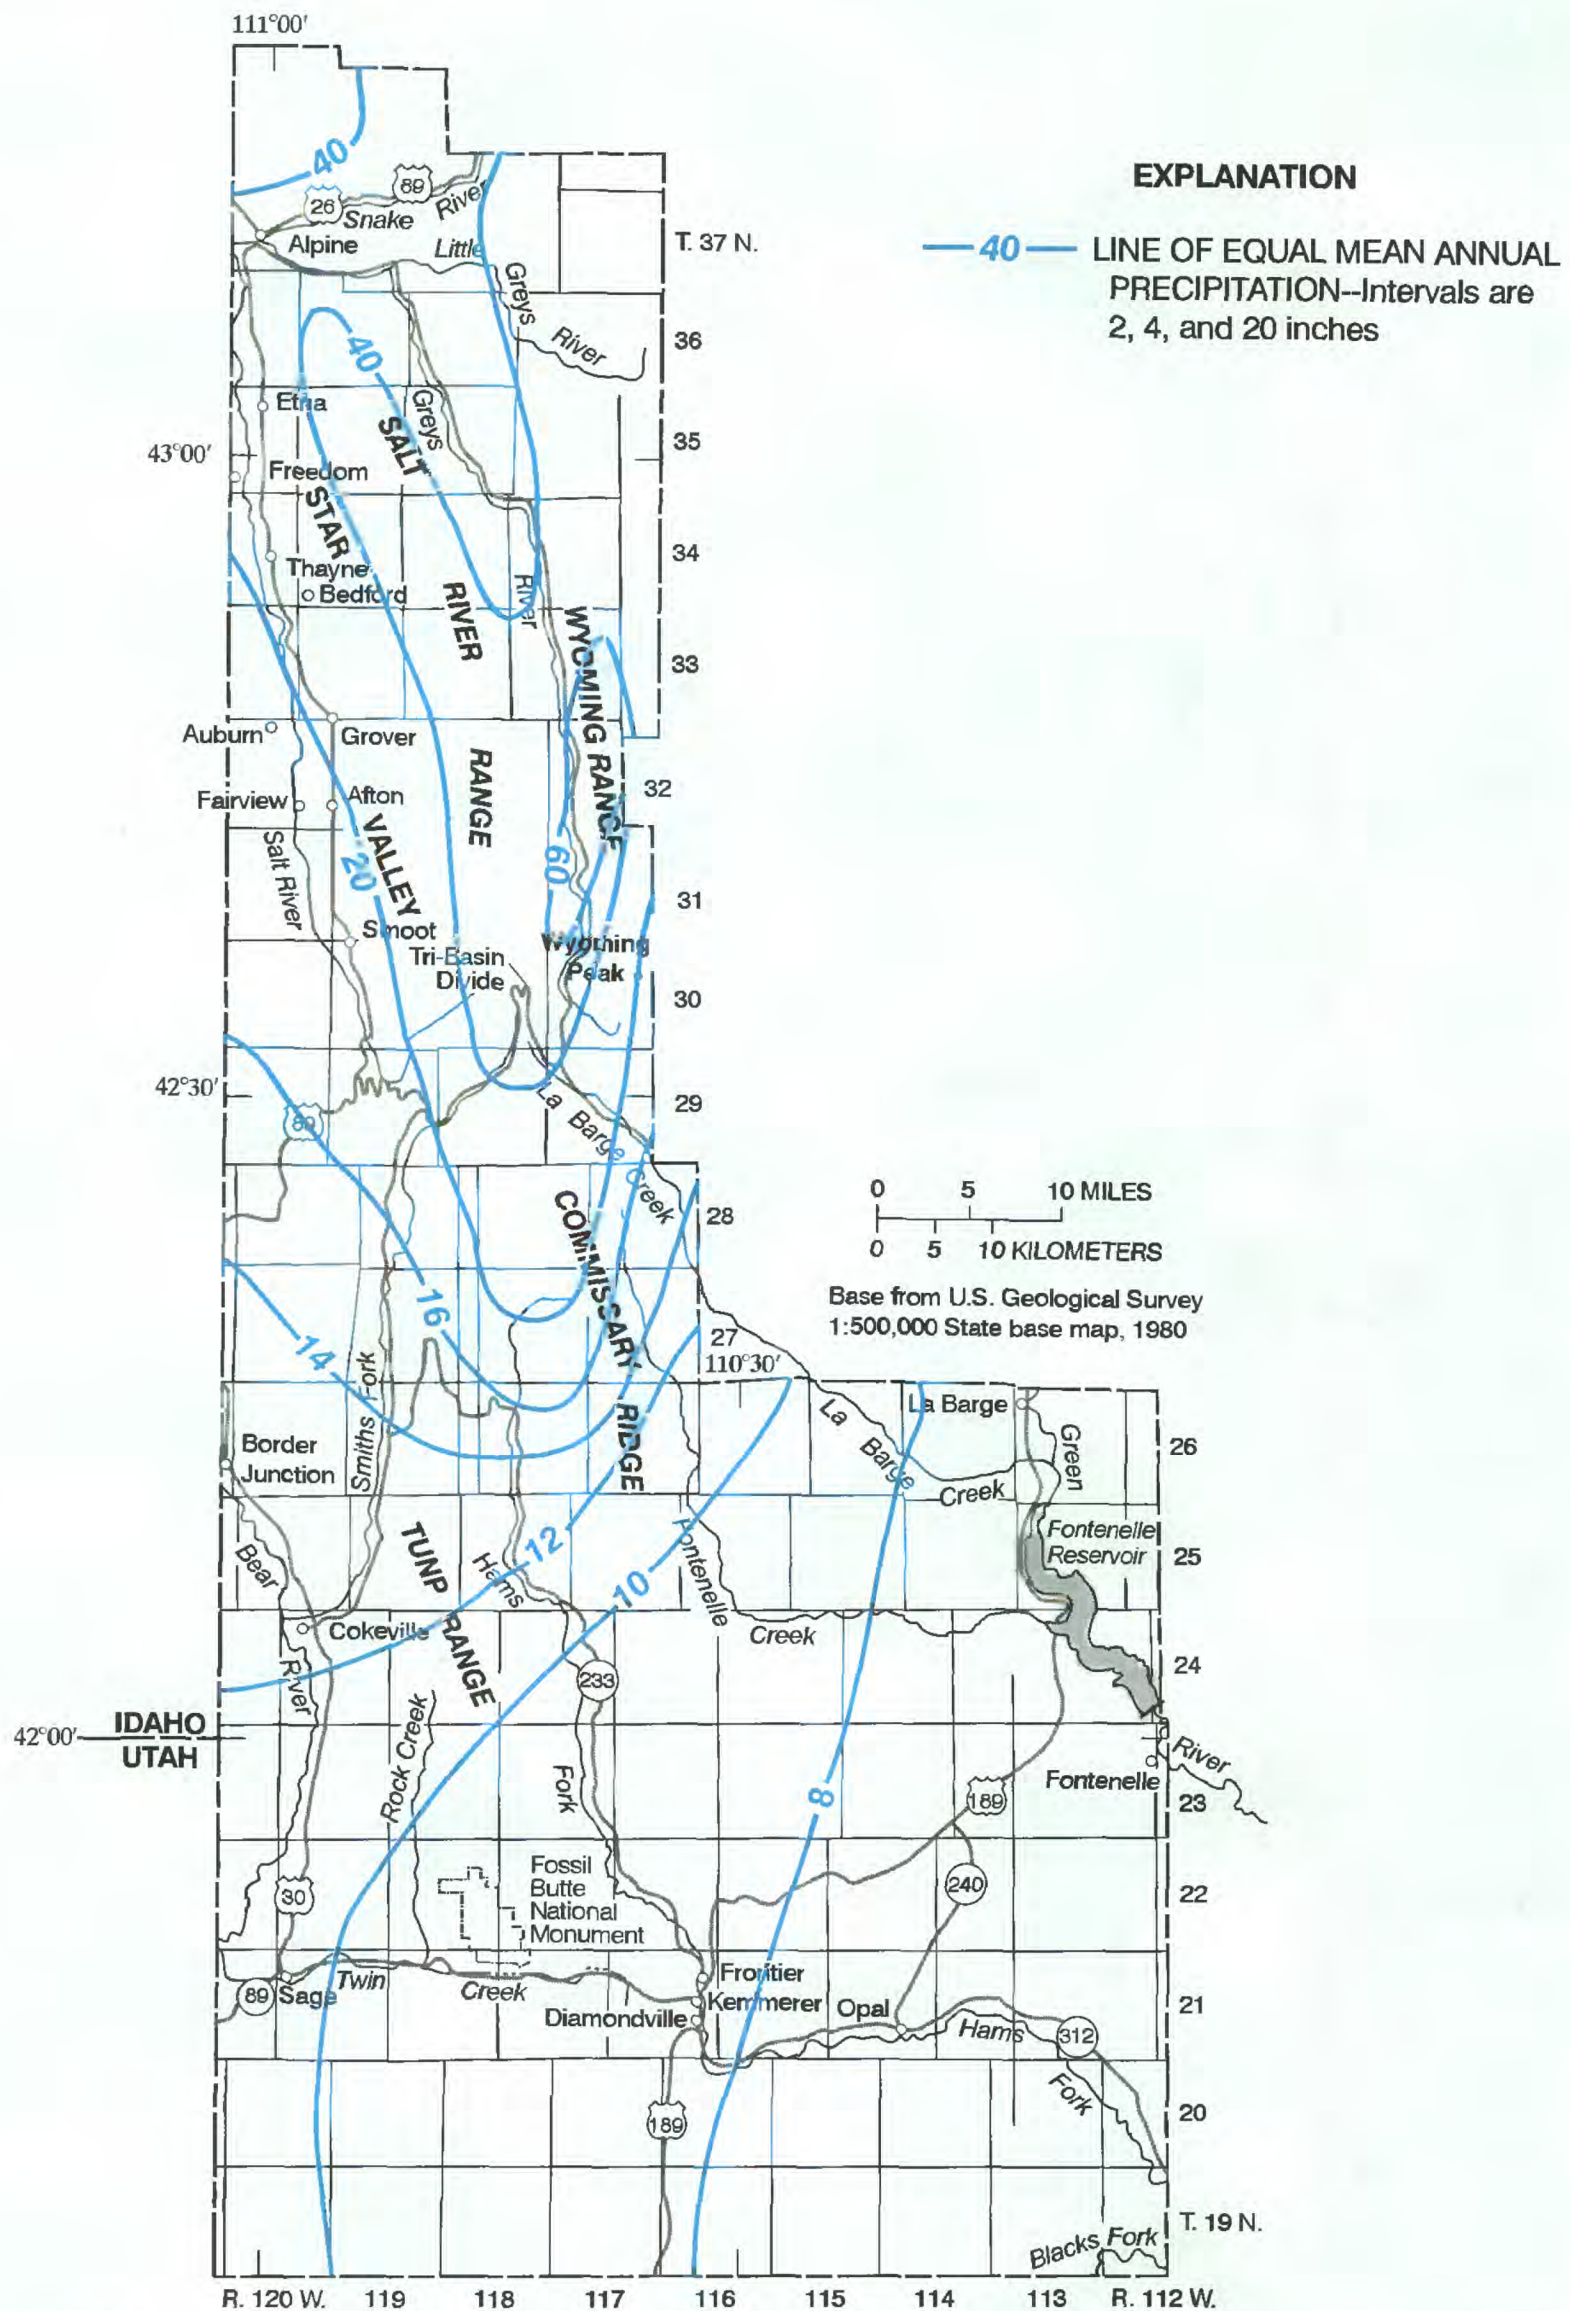 111°00'
40
89
26
Snake
River
Alpine
Little
Greys
River
T. 37 N.
EXPLANATION
40
LINE OF EQUAL MEAN ANNUAL
PRECIPITATION--Intervals are
2, 4, and 20 inches
36
40
Etna
Greys
SALT
35
43°00'
Freedom
STAR
34
Thayne
Bedford
RIVER
River
WYOMING RANGE
33
Auburn
Grover
RANGE
32
Fairview
Afton
VALLEY
Salt River
20
60
31
Smoot
Tri-Basin
Divide
Wyoming
Peak
30
42°30'
89
La Barge Creek
29
COMMISSARY
RIDGE
28
0 5 10 MILES
0 5 10 KILOMETERS
Base from U.S. Geological Survey
1:500,000 State base map, 1980
16
14
27
110°30'
Smiths Fork
La Barge
La
Barge
Creek
Green
26
Border
Junction
Bear
TUNP
RANGE
Hams
12
10
Fontenelle
Creek
Fontenelle
Reservoir
25
Cokeville
River
233
24
42°00'
IDAHO
UTAH
Rock Creek
Fork
8
189
Fontenelle
River
23
30
Fossil
Butte
National
Monument
240
22
89
Sage
Twin
Creek
Frontier
Kemmerer
Diamondville
Opal
Hams
312
21
Fork
189
20
T. 19 N.
Blacks Fork
R. 120 W. 119 118 117 116 115 114 113 R. 112 W.